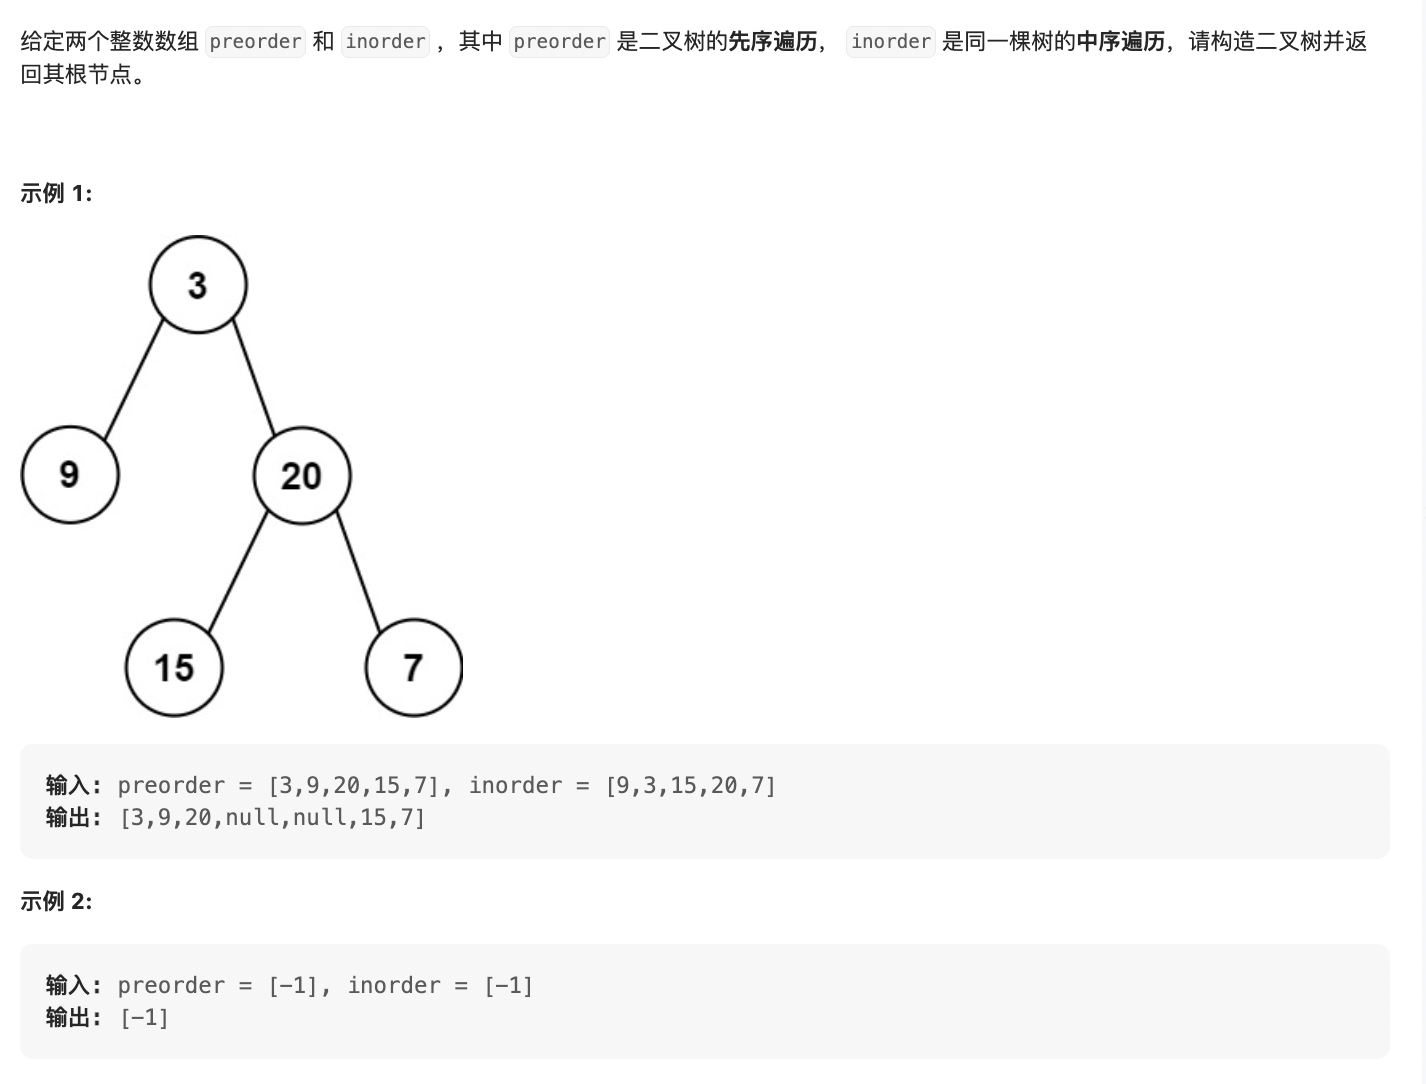 给定两个整数数组 preorder 和 inorder ，其中 preorder 是二叉树的先序遍历， inorder 是同一棵树的中序遍历，请构造二叉树并返
回其根节点。
示例 1:
3
9
20
15
7
输入: preorder = [3,9,20,15,7], inorder = [9,3,15,20,7]
输出: [3,9,20,null,null,15,7]
示例 2:
输入: preorder = [-1], inorder = [-1]
输出: [-1]